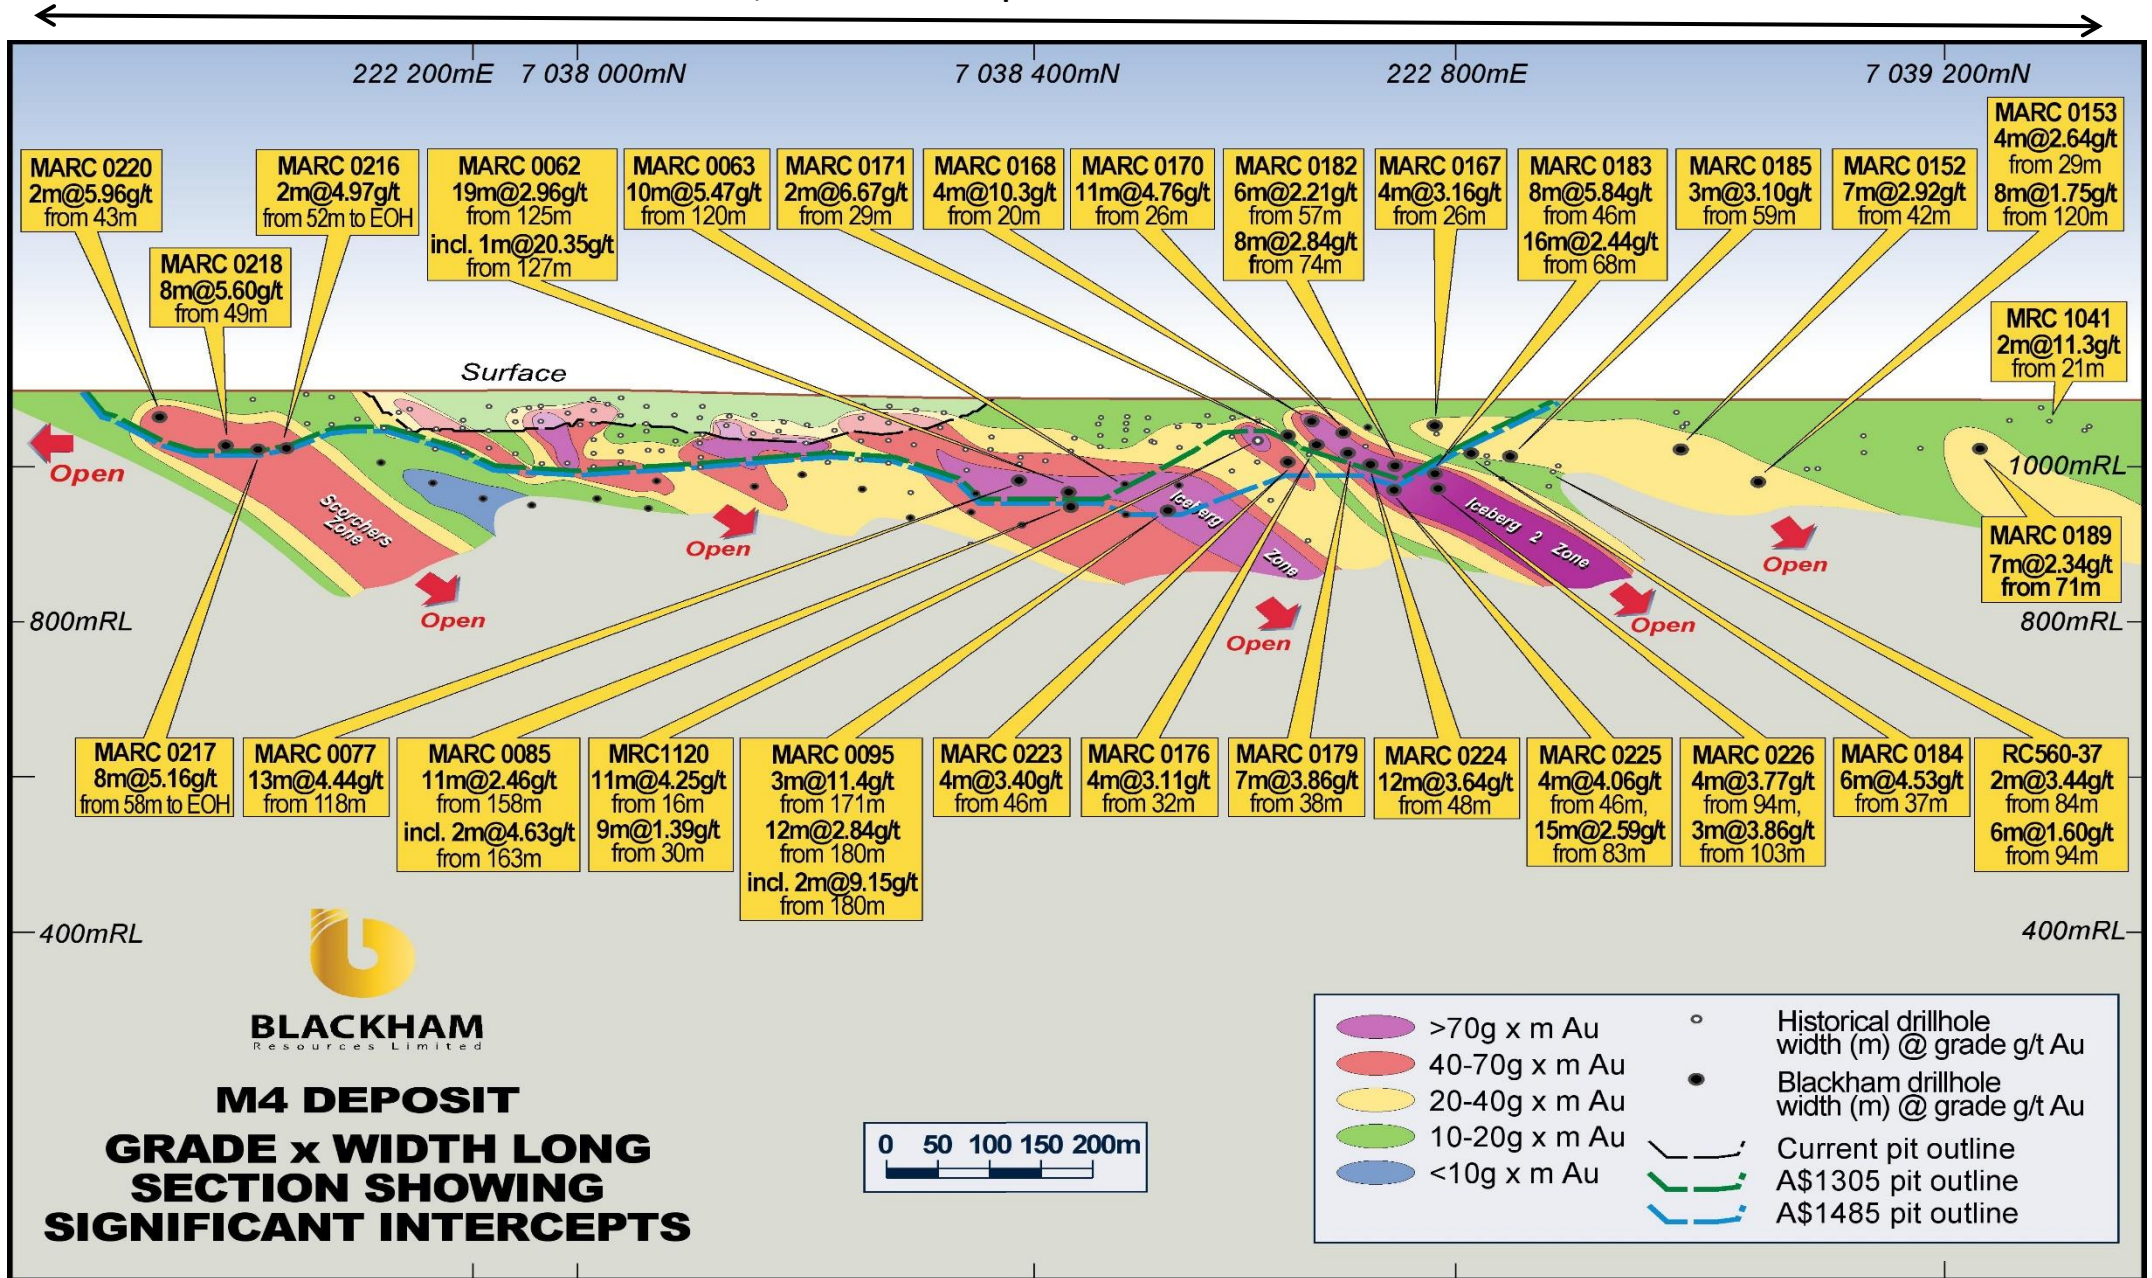 222 200mE
7 038 000mN
7 038 400mN
222 800mE
7 039 200mN
MARC 0220
2m@5.96g/t
from 43m
MARC 0218
8m@5.60g/t
from 49m
MARC 0216
2m@4.97g/t
from 52m to EOH
MARC 0062
19m@2.96g/t
from 125m
incl. 1m@20.35g/t
from 127m
MARC 0063
10m@5.47g/t
from 120m
MARC 0171
2m@6.67g/t
from 29m
MARC 0168
4m@10.3g/t
from 20m
MARC 0170
11m@4.76g/t
from 26m
MARC 0182
6m@2.21g/t
from 57m
8m@2.84g/t
from 74m
MARC 0167
4m@3.16g/t
from 26m
MARC 0183
8m@5.84g/t
from 46m
16m@2.44g/t
from 68m
MARC 0185
3m@3.10g/t
from 59m
MARC 0152
7m@2.92g/t
from 42m
MARC 0153
4m@2.64g/t
from 29m
8m@1.75g/t
from 120m
MRC 1041
2m@11.3g/t
from 21m
Surface
Open
Scorchers
Zone
Open
Open
Iceberg
Zone
Open
Iceberg 2 Zone
Open
Open
1000mRL
MARC 0189
7m@2.34g/t
from 71m
800mRL
800mRL
MARC 0217
8m@5.16g/t
from 58m to EOH
MARC 0077
13m@4.44g/t
from 118m
MARC 0085
11m@2.46g/t
from 158m
incl. 2m@4.63g/t
from 163m
MRC1120
11m@4.25g/t
from 16m
9m@1.39g/t
from 30m
MARC 0095
3m@11.4g/t
from 171m
12m@2.84g/t
from 180m
incl. 2m@9.15g/t
from 180m
MARC 0223
4m@3.40g/t
from 46m
MARC 0176
4m@3.11g/t
from 32m
MARC 0179
7m@3.86g/t
from 38m
MARC 0224
12m@3.64g/t
from 48m
MARC 0225
4m@4.06g/t
from 46m,
15m@2.59g/t
from 83m
MARC 0226
4m@3.77g/t
from 94m,
3m@3.86g/t
from 103m
MARC 0184
6m@4.53g/t
from 37m
RC560-37
2m@3.44g/t
from 84m
6m@1.60g/t
from 94m
400mRL
400mRL
BLACKHAM
Resources Limited
M4 DEPOSIT
GRADE x WIDTH LONG
SECTION SHOWING
SIGNIFICANT INTERCEPTS
0 50 100 150 200m
>70g x m Au
40-70g x m Au
20-40g x m Au
10-20g x m Au
<10g x m Au
Historical drillhole
width (m) @ grade g/t Au
Blackham drillhole
width (m) @ grade g/t Au
Current pit outline
A$1305 pit outline
A$1485 pit outline